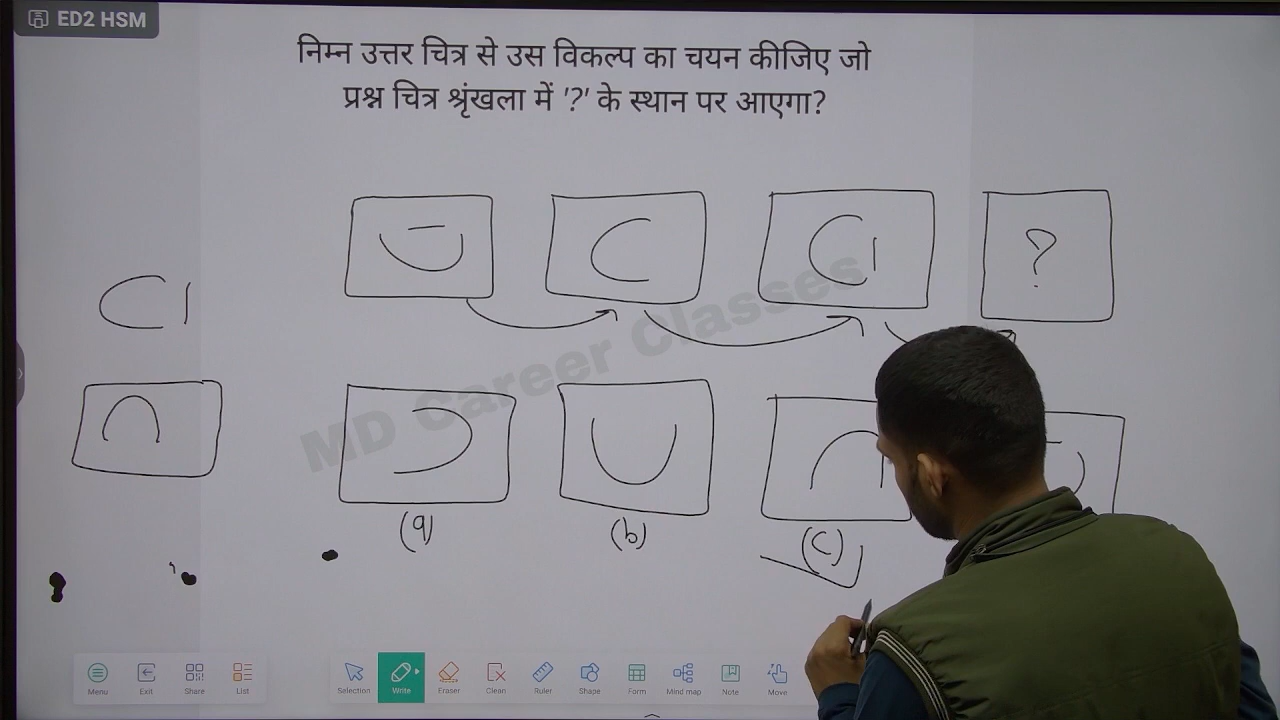 ED2 HSM
निम्न उत्तर चित्र से उस विकल्प का चयन कीजिए जो
प्रश्न चित्र श्रृंखला में '?' के स्थान पर आएगा?
?
MD Career Classes
(a)
(b)
(c)
Menu
Exit
Share
List
Selection
Write
Eraser
Clean
Ruler
Shape
Form
Mind map
Note
Move